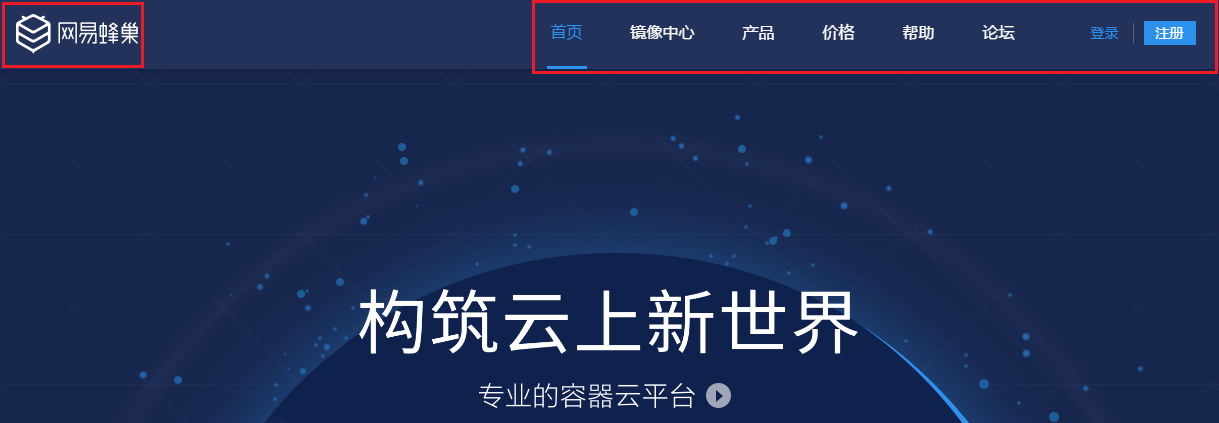 网易蜂巢 首页 镜像中心 产品 价格 帮助 论坛 登录 注册
构筑云上新世界
专业的容器云平台